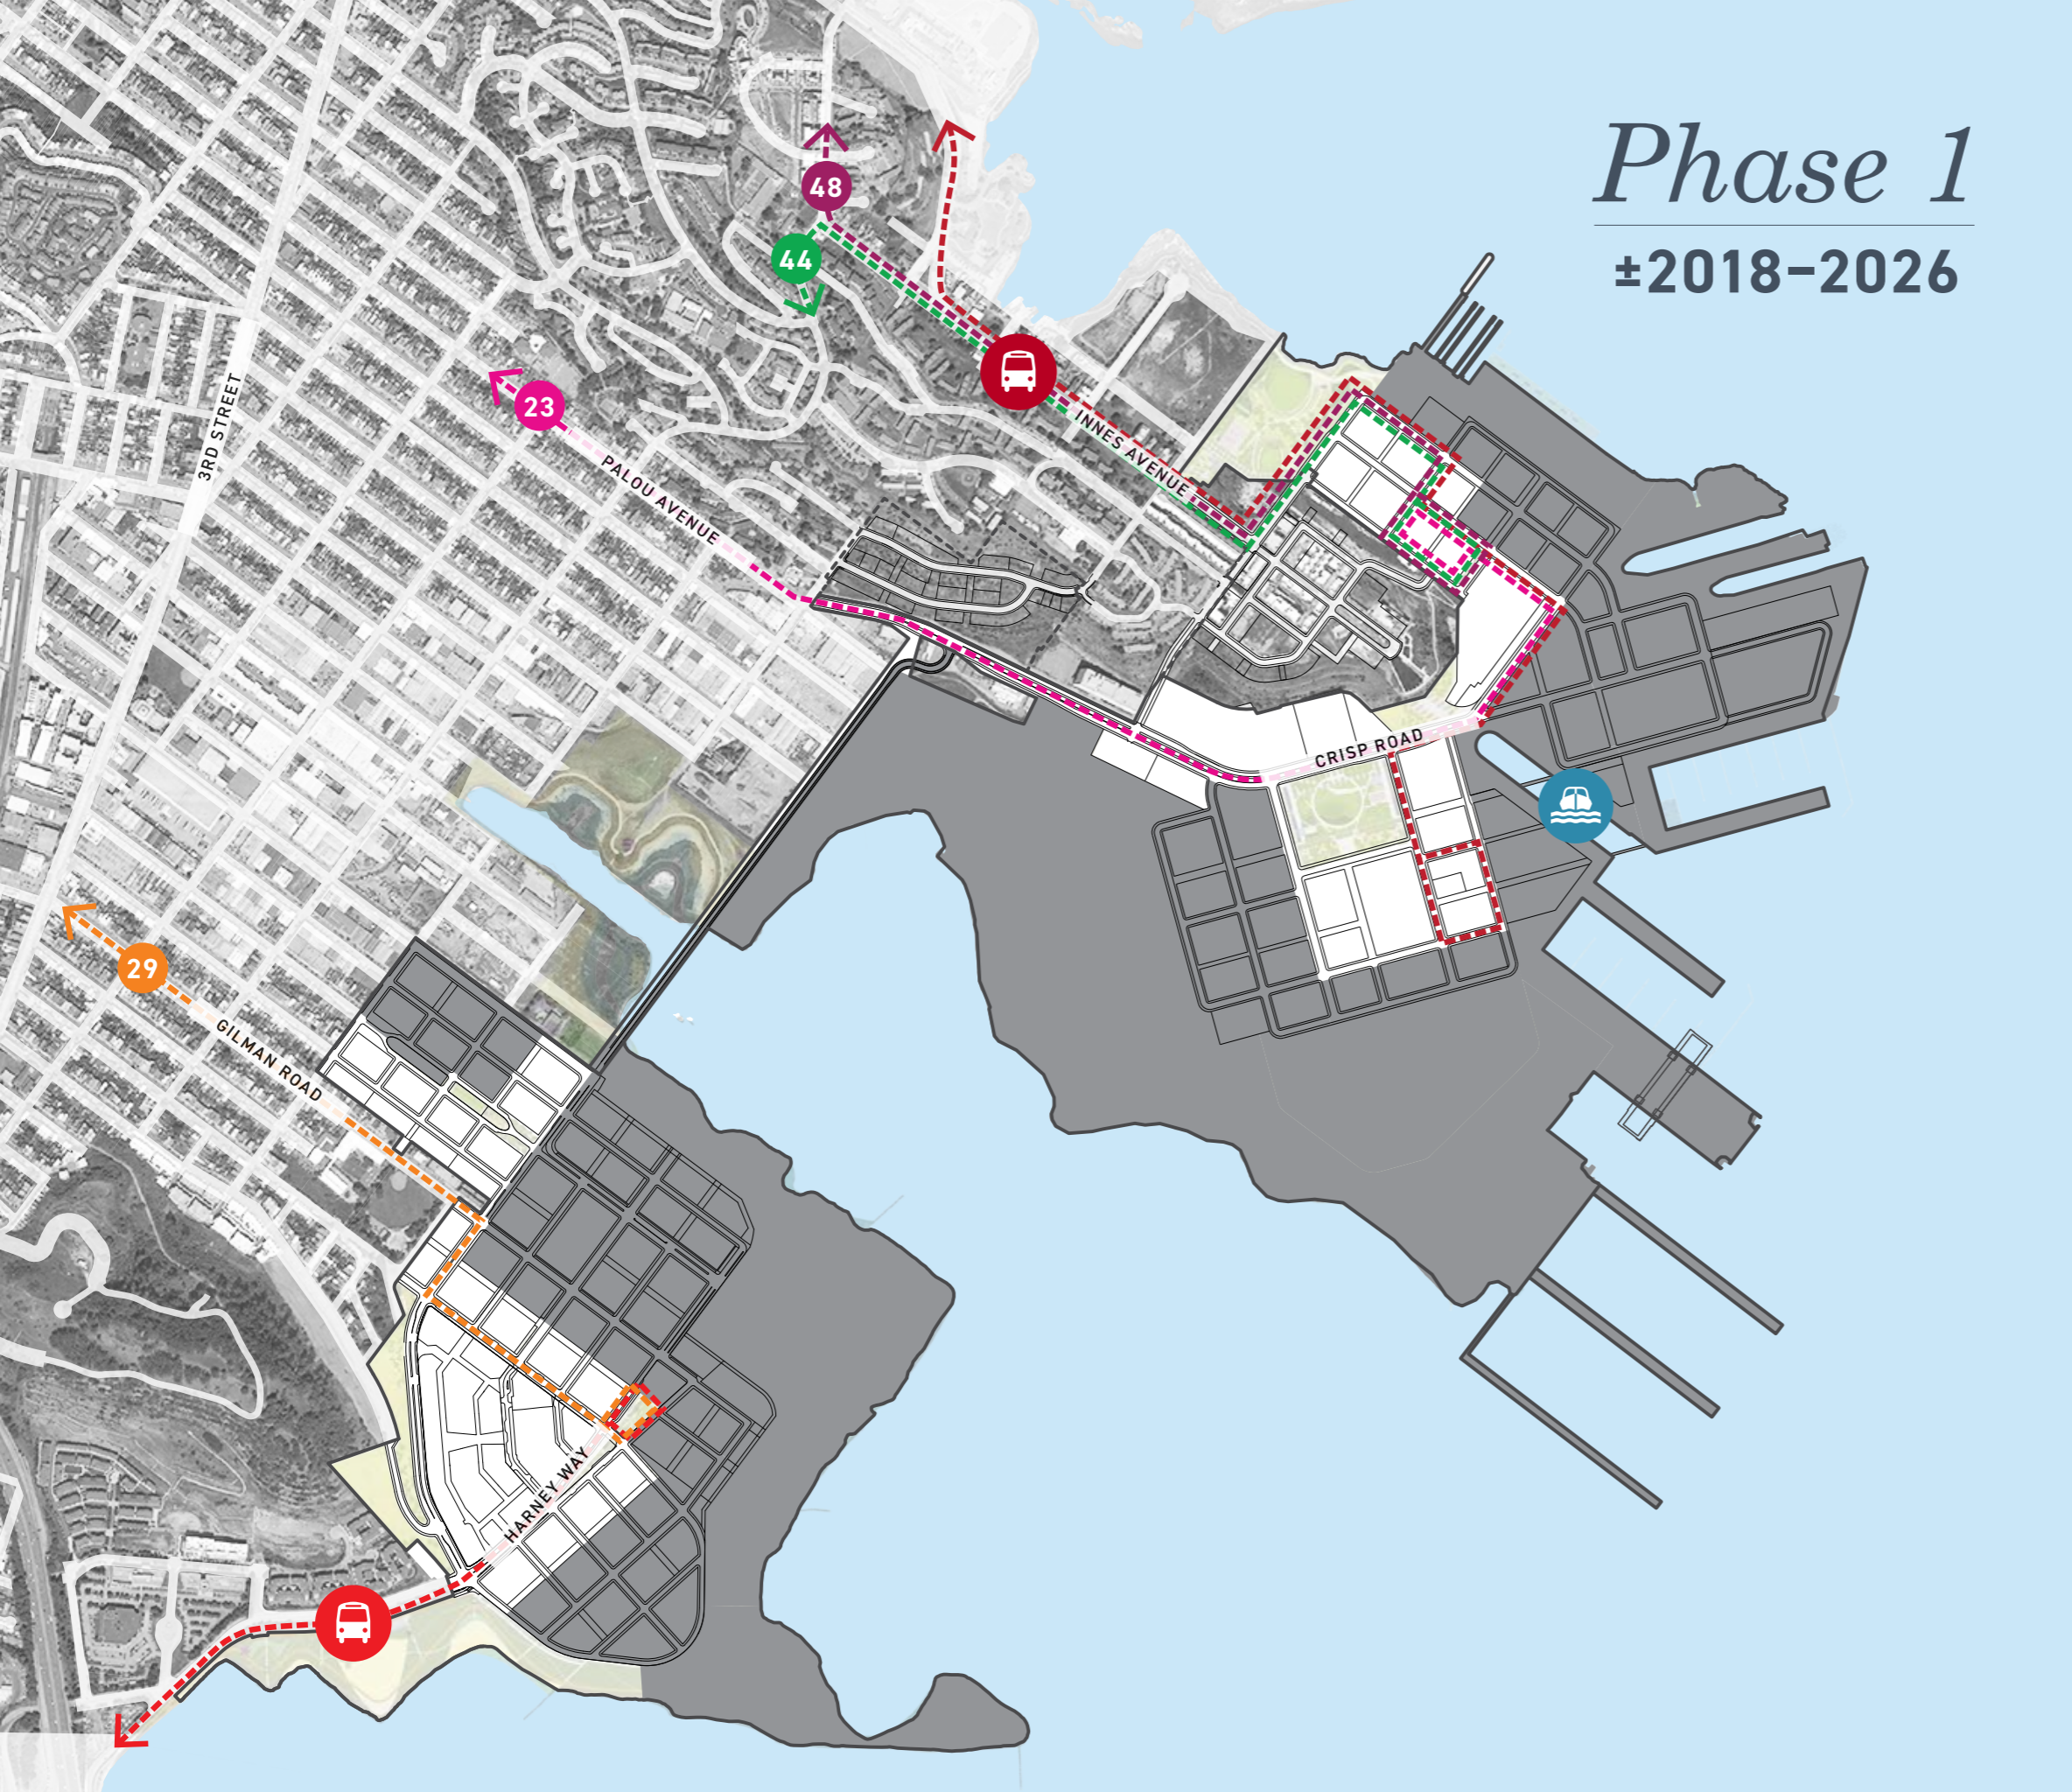 Phase 1
±2018–2026
48
44
23
3RD STREET
PALOU AVENUE
INNES AVENUE
CRISP ROAD
29
GILMAN ROAD
HARNEY WAY